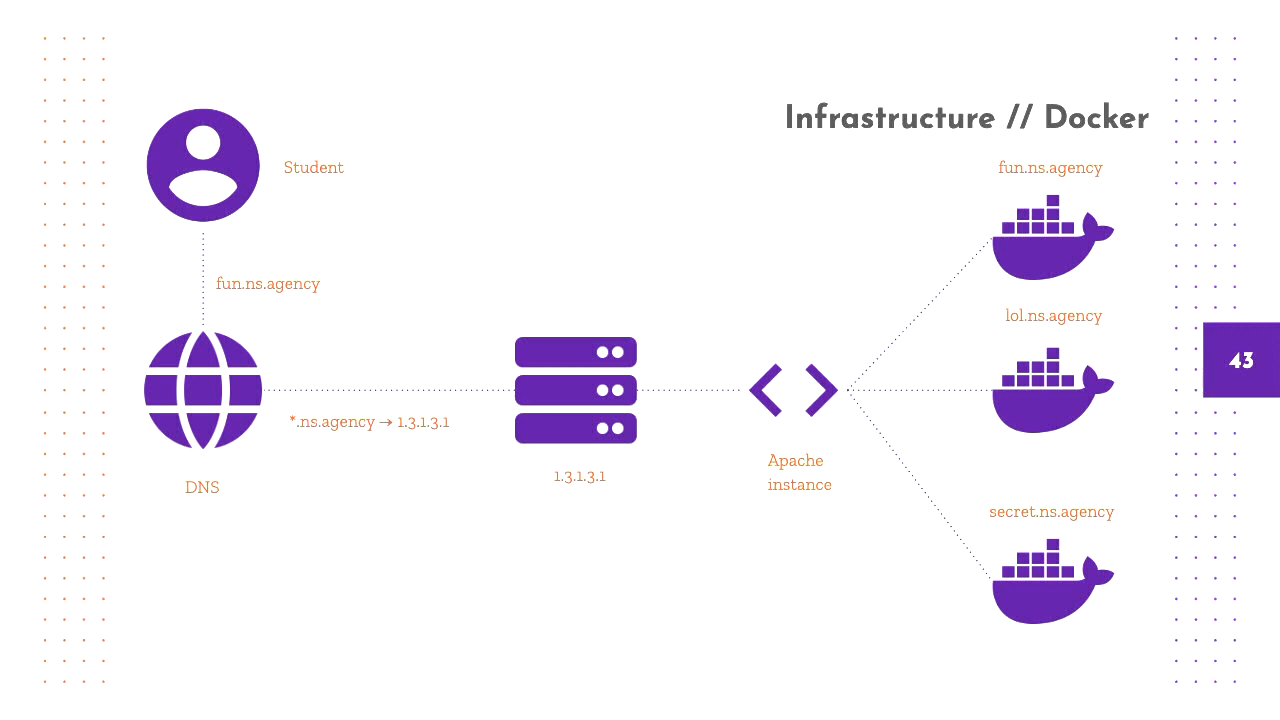 Infrastructure // Docker
Student
fun.ns.agency
fun.ns.agency
lol.ns.agency
43
*.ns.agency → 1.3.1.3.1
DNS
1.3.1.3.1
Apache
instance
secret.ns.agency